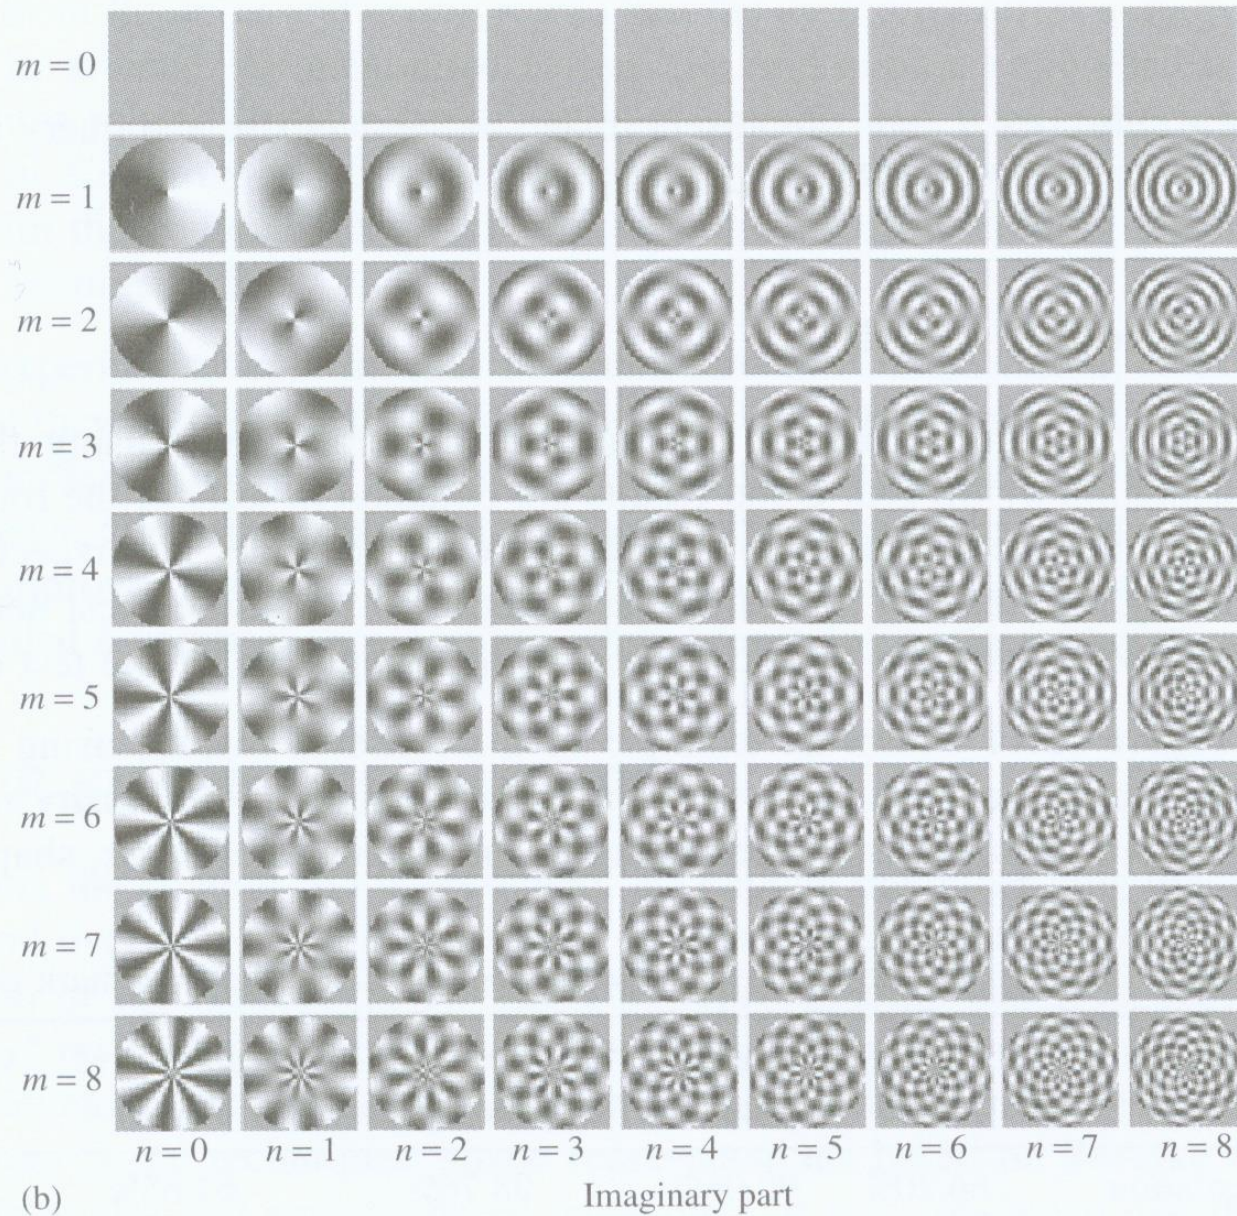 m = 0
m = 1
m = 2
m = 3
m = 4
m = 5
m = 6
m = 7
m = 8
n = 0 n = 1 n = 2 n = 3 n = 4 n = 5 n = 6 n = 7 n = 8
(b) Imaginary part